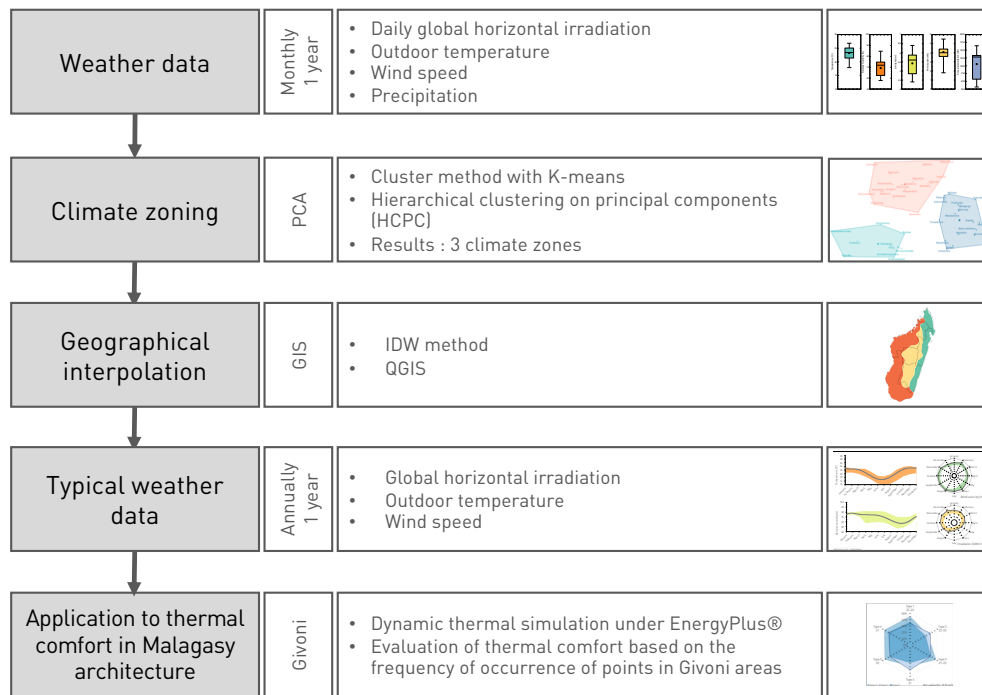 Weather data
Monthly
1 year
• Daily global horizontal irradiation
• Outdoor temperature
• Wind speed
• Precipitation
Climate zoning
PCA
• Cluster method with K-means
• Hierarchical clustering on principal components
(HCPC)
• Results : 3 climate zones
Geographical
interpolation
GIS
• IDW method
• QGIS
Typical weather
data
Annually
1 year
• Global horizontal irradiation
• Outdoor temperature
• Wind speed
Application to thermal
comfort in Malagasy
architecture
Givoni
• Dynamic thermal simulation under EnergyPlus®
• Evaluation of thermal comfort based on the
frequency of occurrence of points in Givoni areas